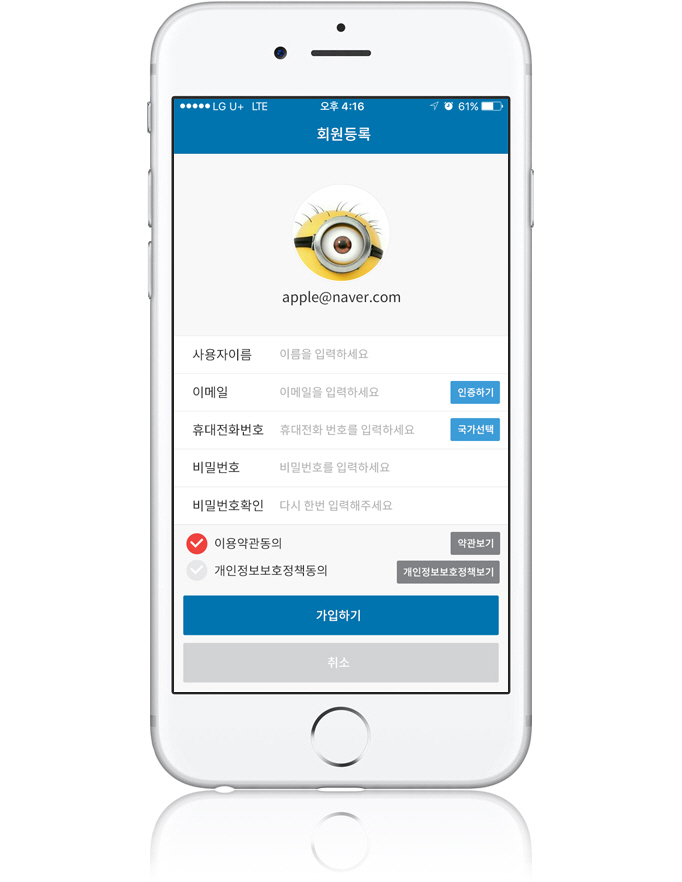 LG U+ LTE 오후 4:16 61%
회원등록
apple@naver.com
사용자이름 이름을 입력하세요
이메일 이메일을 입력하세요 인증하기
휴대전화번호 휴대전화 번호를 입력하세요 국가선택
비밀번호 비밀번호를 입력하세요
비밀번호확인 다시 한번 입력해주세요
이용약관동의 약관보기
개인정보보호정책동의 개인정보보호정책보기
가입하기
취소